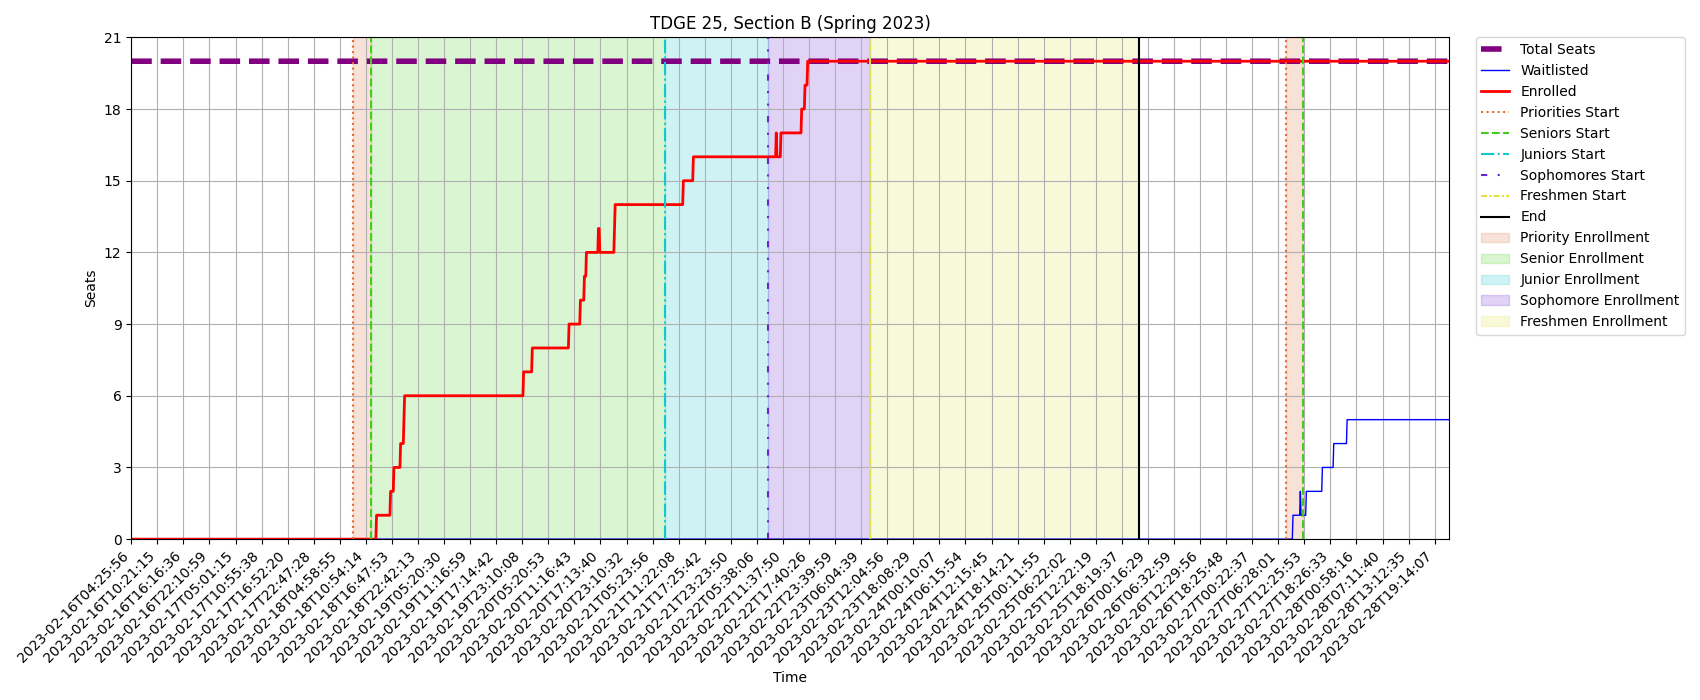 TDGE 25, Section B (Spring 2023)
Seats
21
18
15
12
9
6
3
0
2023-02-16T04:25:56
2023-02-16T10:21:15
2023-02-16T16:16:36
2023-02-16T22:10:59
2023-02-17T05:01:15
2023-02-17T10:55:38
2023-02-17T16:52:20
2023-02-17T22:47:28
2023-02-18T04:58:55
2023-02-18T10:54:14
2023-02-18T16:47:53
2023-02-18T22:42:13
2023-02-19T05:20:30
2023-02-19T11:16:59
2023-02-19T17:14:42
2023-02-19T23:10:08
2023-02-20T05:20:53
2023-02-20T11:16:43
2023-02-20T17:13:40
2023-02-20T23:10:32
2023-02-21T05:23:56
2023-02-21T11:22:08
2023-02-21T17:25:42
2023-02-21T23:23:50
2023-02-22T05:38:06
2023-02-22T11:37:50
2023-02-22T17:40:26
2023-02-22T23:39:59
2023-02-23T06:04:39
2023-02-23T12:04:56
2023-02-23T18:08:29
2023-02-24T00:10:07
2023-02-24T06:15:54
2023-02-24T12:15:45
2023-02-24T18:14:21
2023-02-25T00:11:55
2023-02-25T06:22:02
2023-02-25T12:22:19
2023-02-25T18:19:37
2023-02-26T00:16:29
2023-02-26T06:32:59
2023-02-26T12:29:56
2023-02-26T18:25:48
2023-02-27T00:22:37
2023-02-27T06:28:01
2023-02-27T12:25:53
2023-02-27T18:26:33
2023-02-28T00:58:16
2023-02-28T07:11:40
2023-02-28T13:12:35
2023-02-28T19:14:07
Time
Total Seats
Waitlisted
Enrolled
Priorities Start
Seniors Start
Juniors Start
Sophomores Start
Freshmen Start
End
Priority Enrollment
Senior Enrollment
Junior Enrollment
Sophomore Enrollment
Freshmen Enrollment